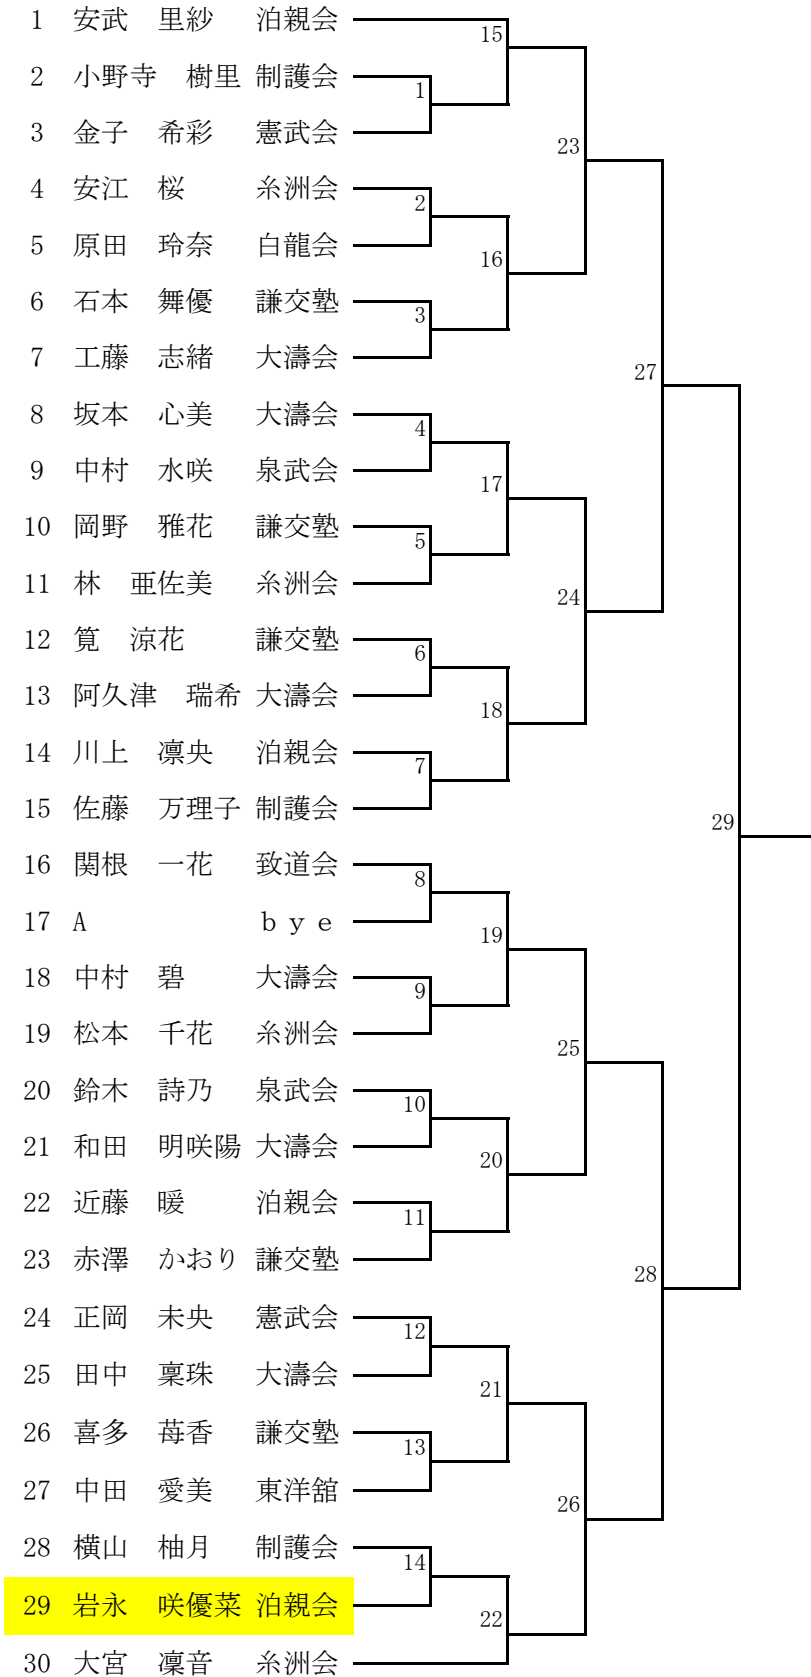 1 安武 里紗 泊親会
15
2 小野寺 樹里 制護会
1
3 金子 希彩 憲武会
23
4 安江 桜 糸洲会
2
5 原田 玲奈 白龍会
16
6 石本 舞優 謙交塾
3
7 工藤 志緒 大濤会
27
8 坂本 心美 大濤会
4
9 中村 水咲 泉武会
17
10 岡野 雅花 謙交塾
5
11 林 亜佐美 糸洲会
24
12 筧 涼花 謙交塾
6
13 阿久津 瑞希 大濤会
18
14 川上 凛央 泊親会
7
15 佐藤 万理子 制護会
29
16 関根 一花 致道会
8
17 A bye
19
18 中村 碧 大濤会
9
19 松本 千花 糸洲会
25
20 鈴木 詩乃 泉武会
10
21 和田 明咲陽 大濤会
20
22 近藤 暖 泊親会
11
23 赤澤 かおり 謙交塾
28
24 正岡 未央 憲武会
12
25 田中 稟珠 大濤会
21
26 喜多 苺香 謙交塾
13
27 中田 愛美 東洋舘
26
28 横山 柚月 制護会
14
29 岩永 咲優菜 泊親会
22
30 大宮 凜音 糸洲会